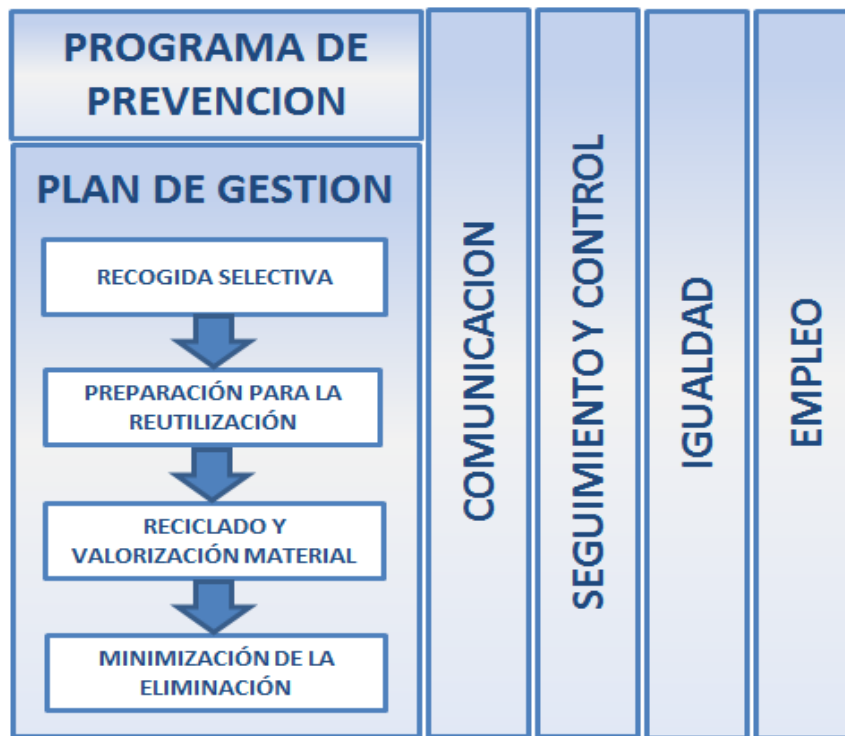 PROGRAMA DE
PREVENCION
PLAN DE GESTION
RECOGIDA SELECTIVA
PREPARACIÓN PARA LA
REUTILIZACIÓN
RECICLADO Y
VALORIZACIÓN MATERIAL
MINIMIZACIÓN DE LA
ELIMINACIÓN
COMUNICACION
SEGUIMIENTO Y CONTROL
IGUALDAD
EMPLEO